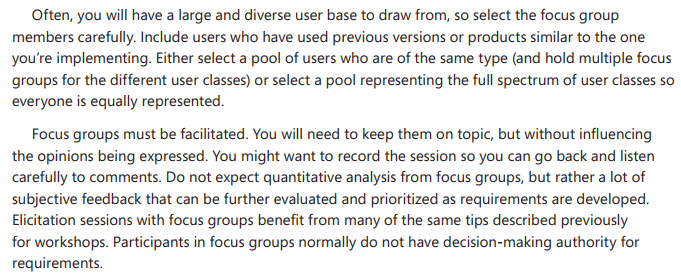 Often, you will have a large and diverse user base to draw from, so select the focus group
members carefully. Include users who have used previous versions or products similar to the one
you’re implementing. Either select a pool of users who are of the same type (and hold multiple focus
groups for the different user classes) or select a pool representing the full spectrum of user classes so
everyone is equally represented.
Focus groups must be facilitated. You will need to keep them on topic, but without influencing
the opinions being expressed. You might want to record the session so you can go back and listen
carefully to comments. Do not expect quantitative analysis from focus groups, but rather a lot of
subjective feedback that can be further evaluated and prioritized as requirements are developed.
Elicitation sessions with focus groups benefit from many of the same tips described previously
for workshops. Participants in focus groups normally do not have decision-making authority for
requirements.